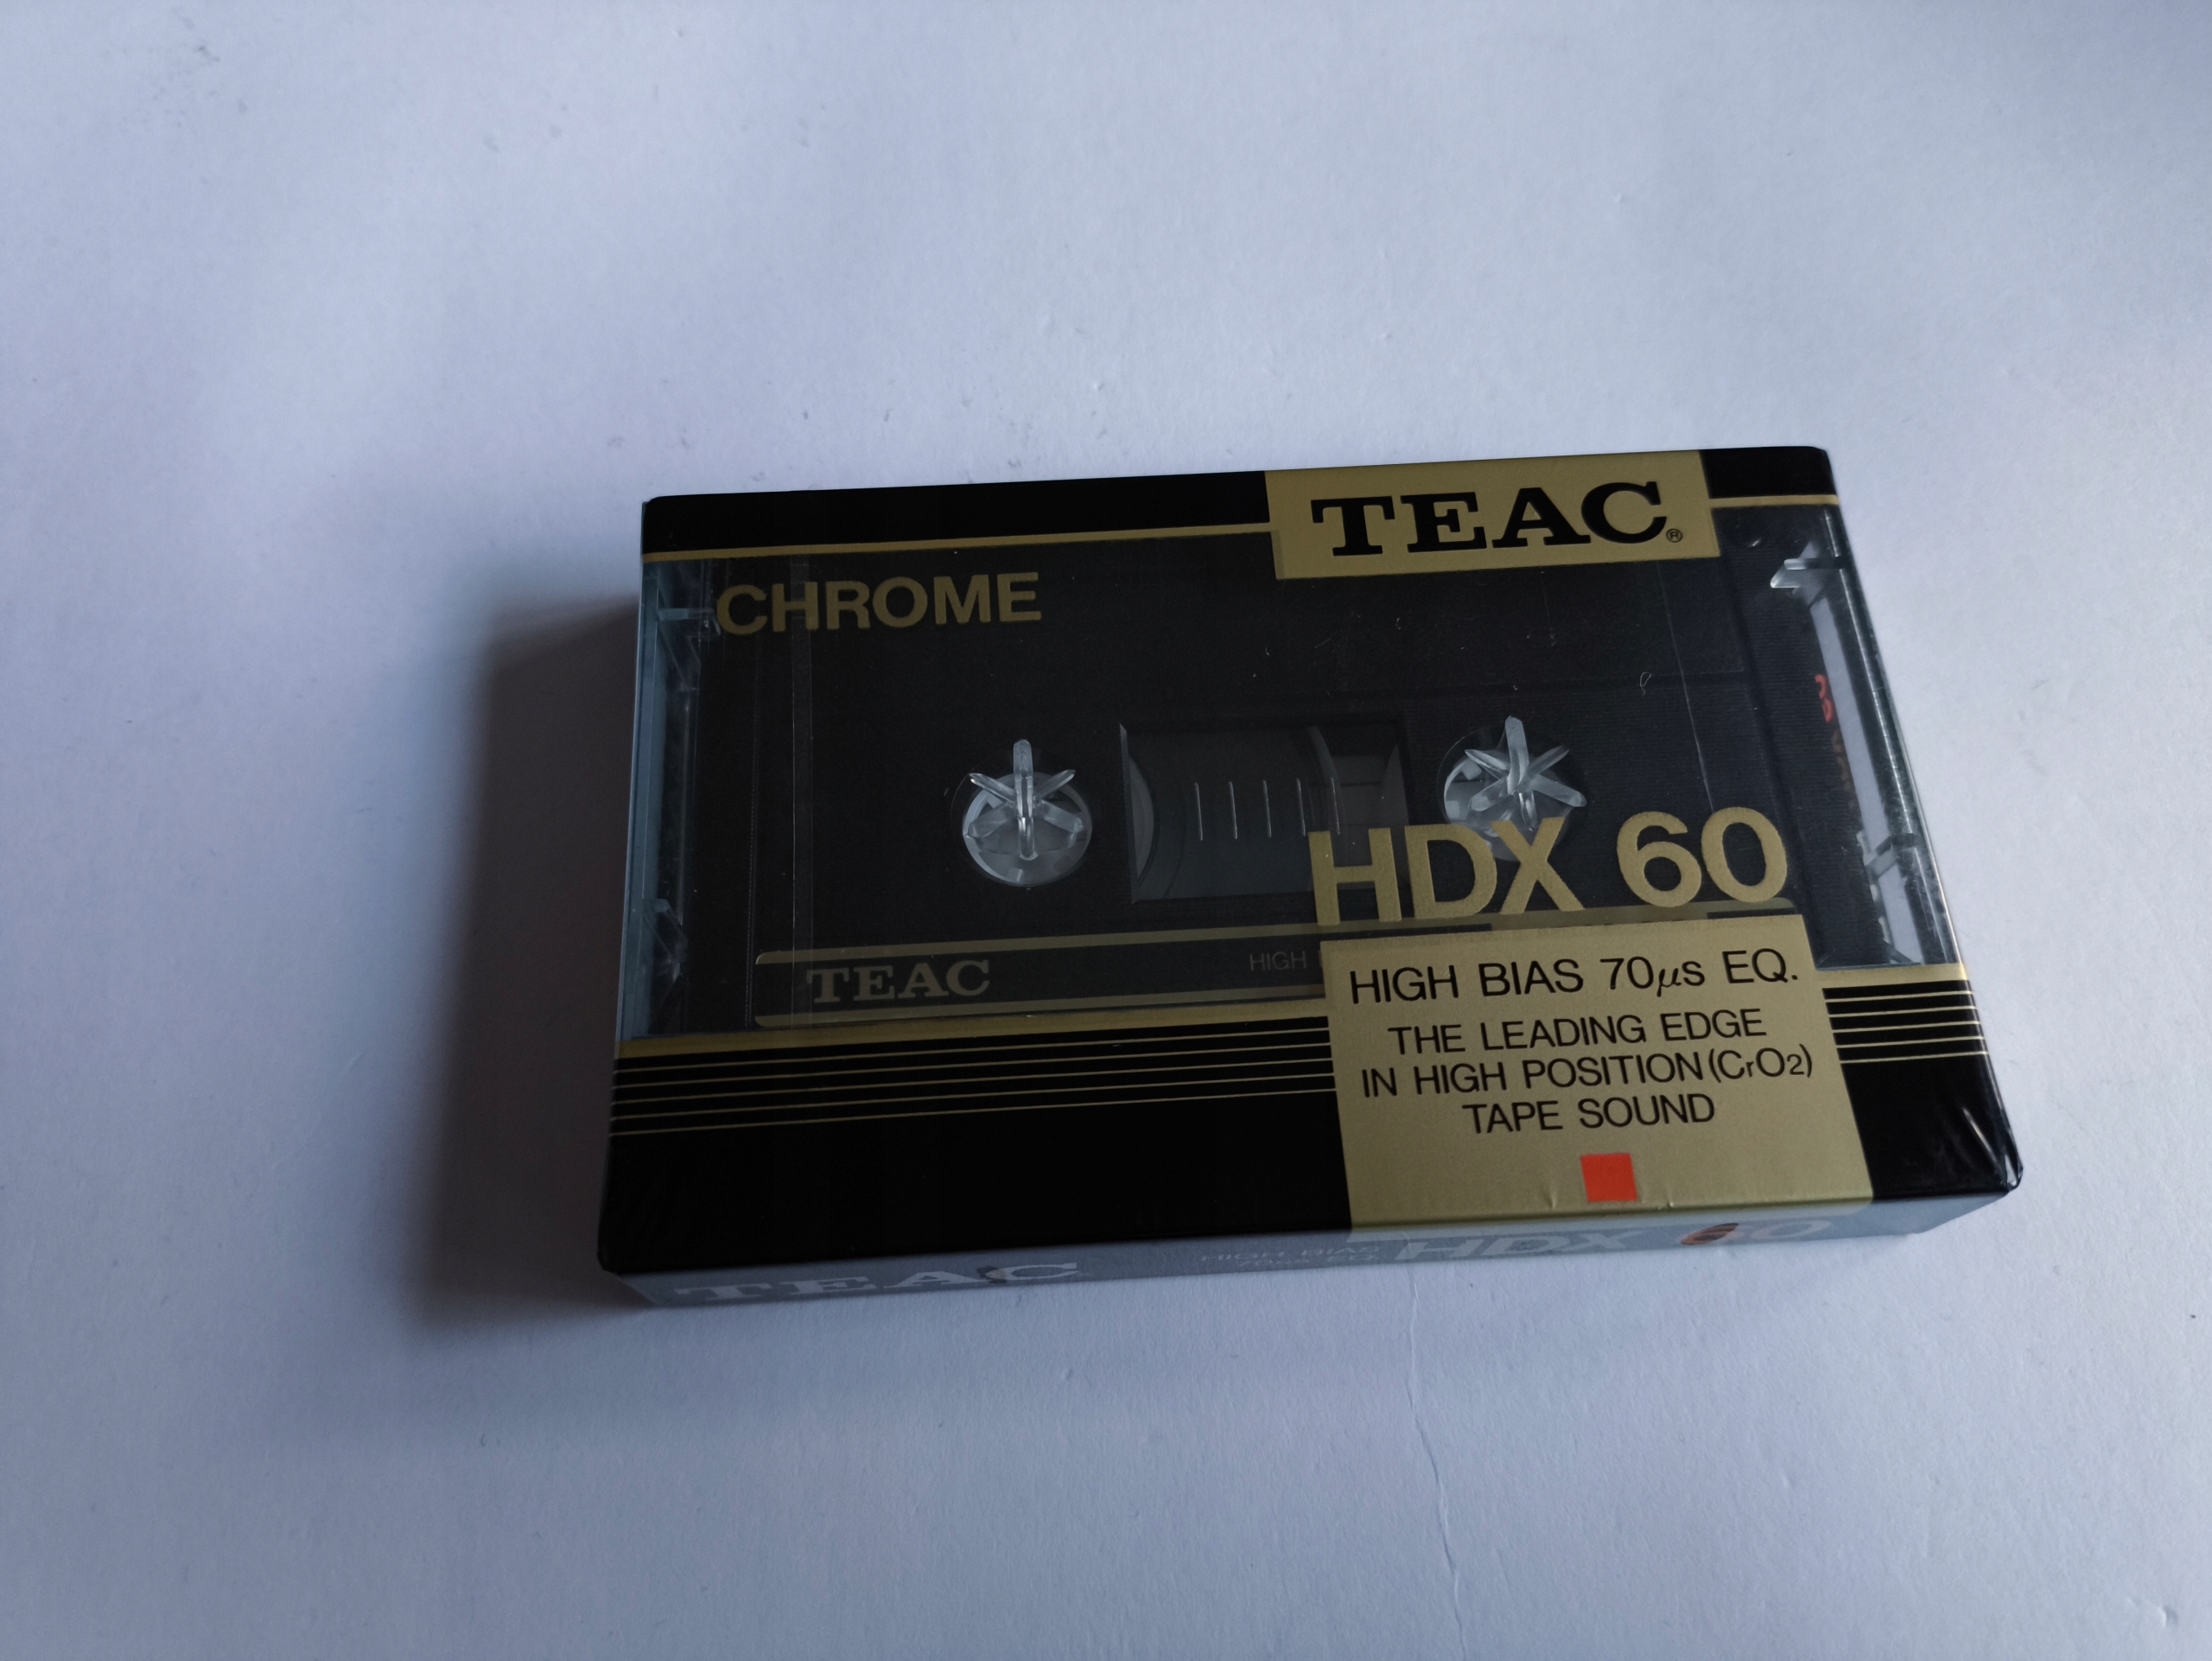 TEAC®
CHROME
HDX 60
TEAC
HIGH
HIGH BIAS 70μs EQ.
THE LEADING EDGE
IN HIGH POSITION (CrO2)
TAPE SOUND
TEAC
HIGH BIAS
HDX 60